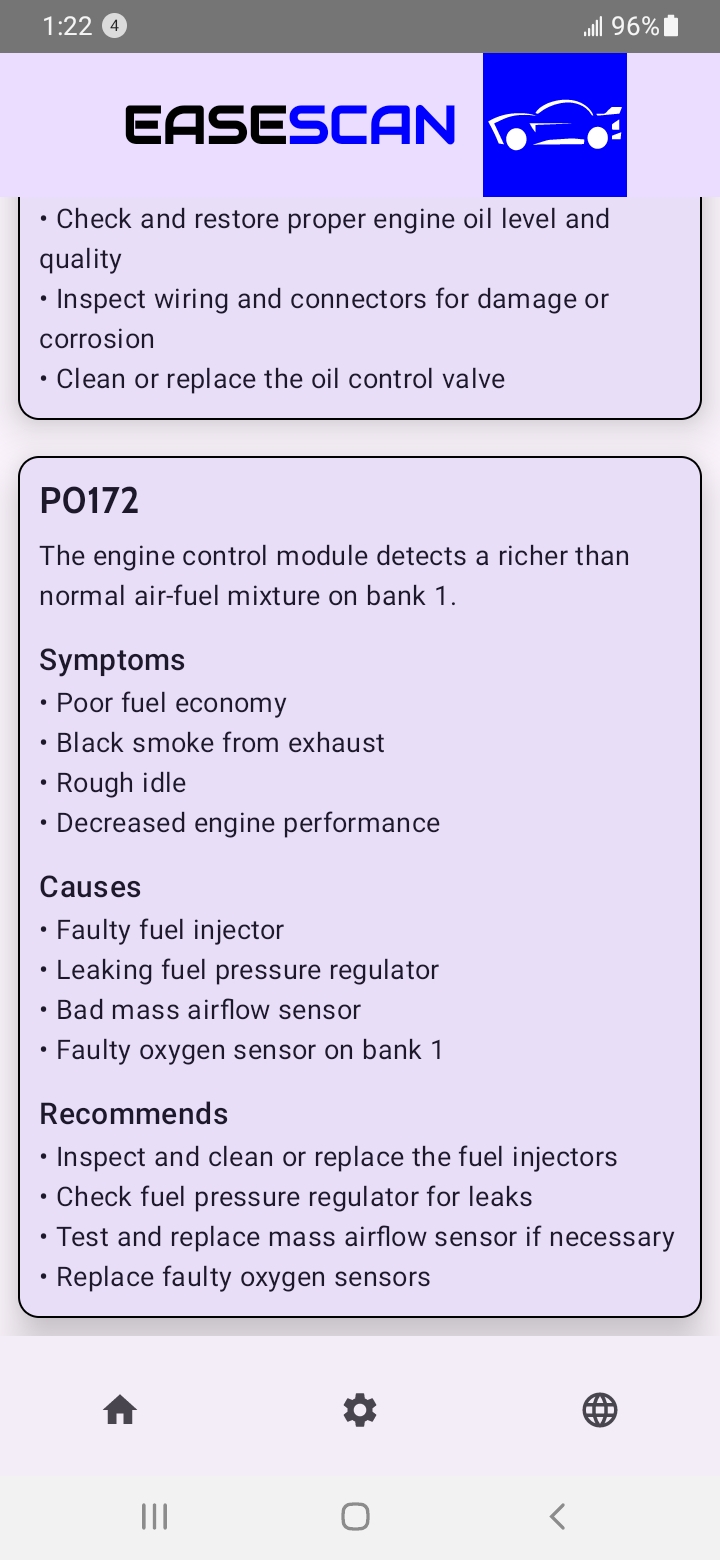 1:22 4 96%
EASESCAN
• Check and restore proper engine oil level and
quality
• Inspect wiring and connectors for damage or
corrosion
• Clean or replace the oil control valve
P0172
The engine control module detects a richer than
normal air-fuel mixture on bank 1.
Symptoms
• Poor fuel economy
• Black smoke from exhaust
• Rough idle
• Decreased engine performance
Causes
• Faulty fuel injector
• Leaking fuel pressure regulator
• Bad mass airflow sensor
• Faulty oxygen sensor on bank 1
Recommends
• Inspect and clean or replace the fuel injectors
• Check fuel pressure regulator for leaks
• Test and replace mass airflow sensor if necessary
• Replace faulty oxygen sensors